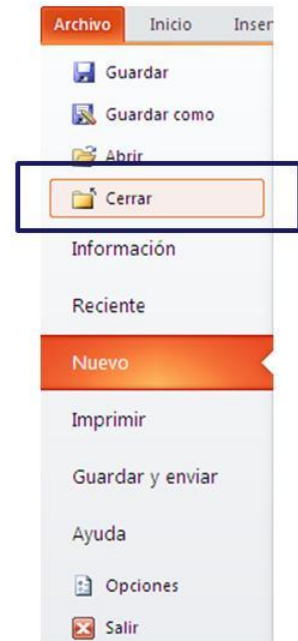 Archivo Inicio Inser
Guardar
Guardar como
Abrir
Cerrar
Información
Reciente
Nuevo
Imprimir
Guardar y enviar
Ayuda
Opciones
Salir